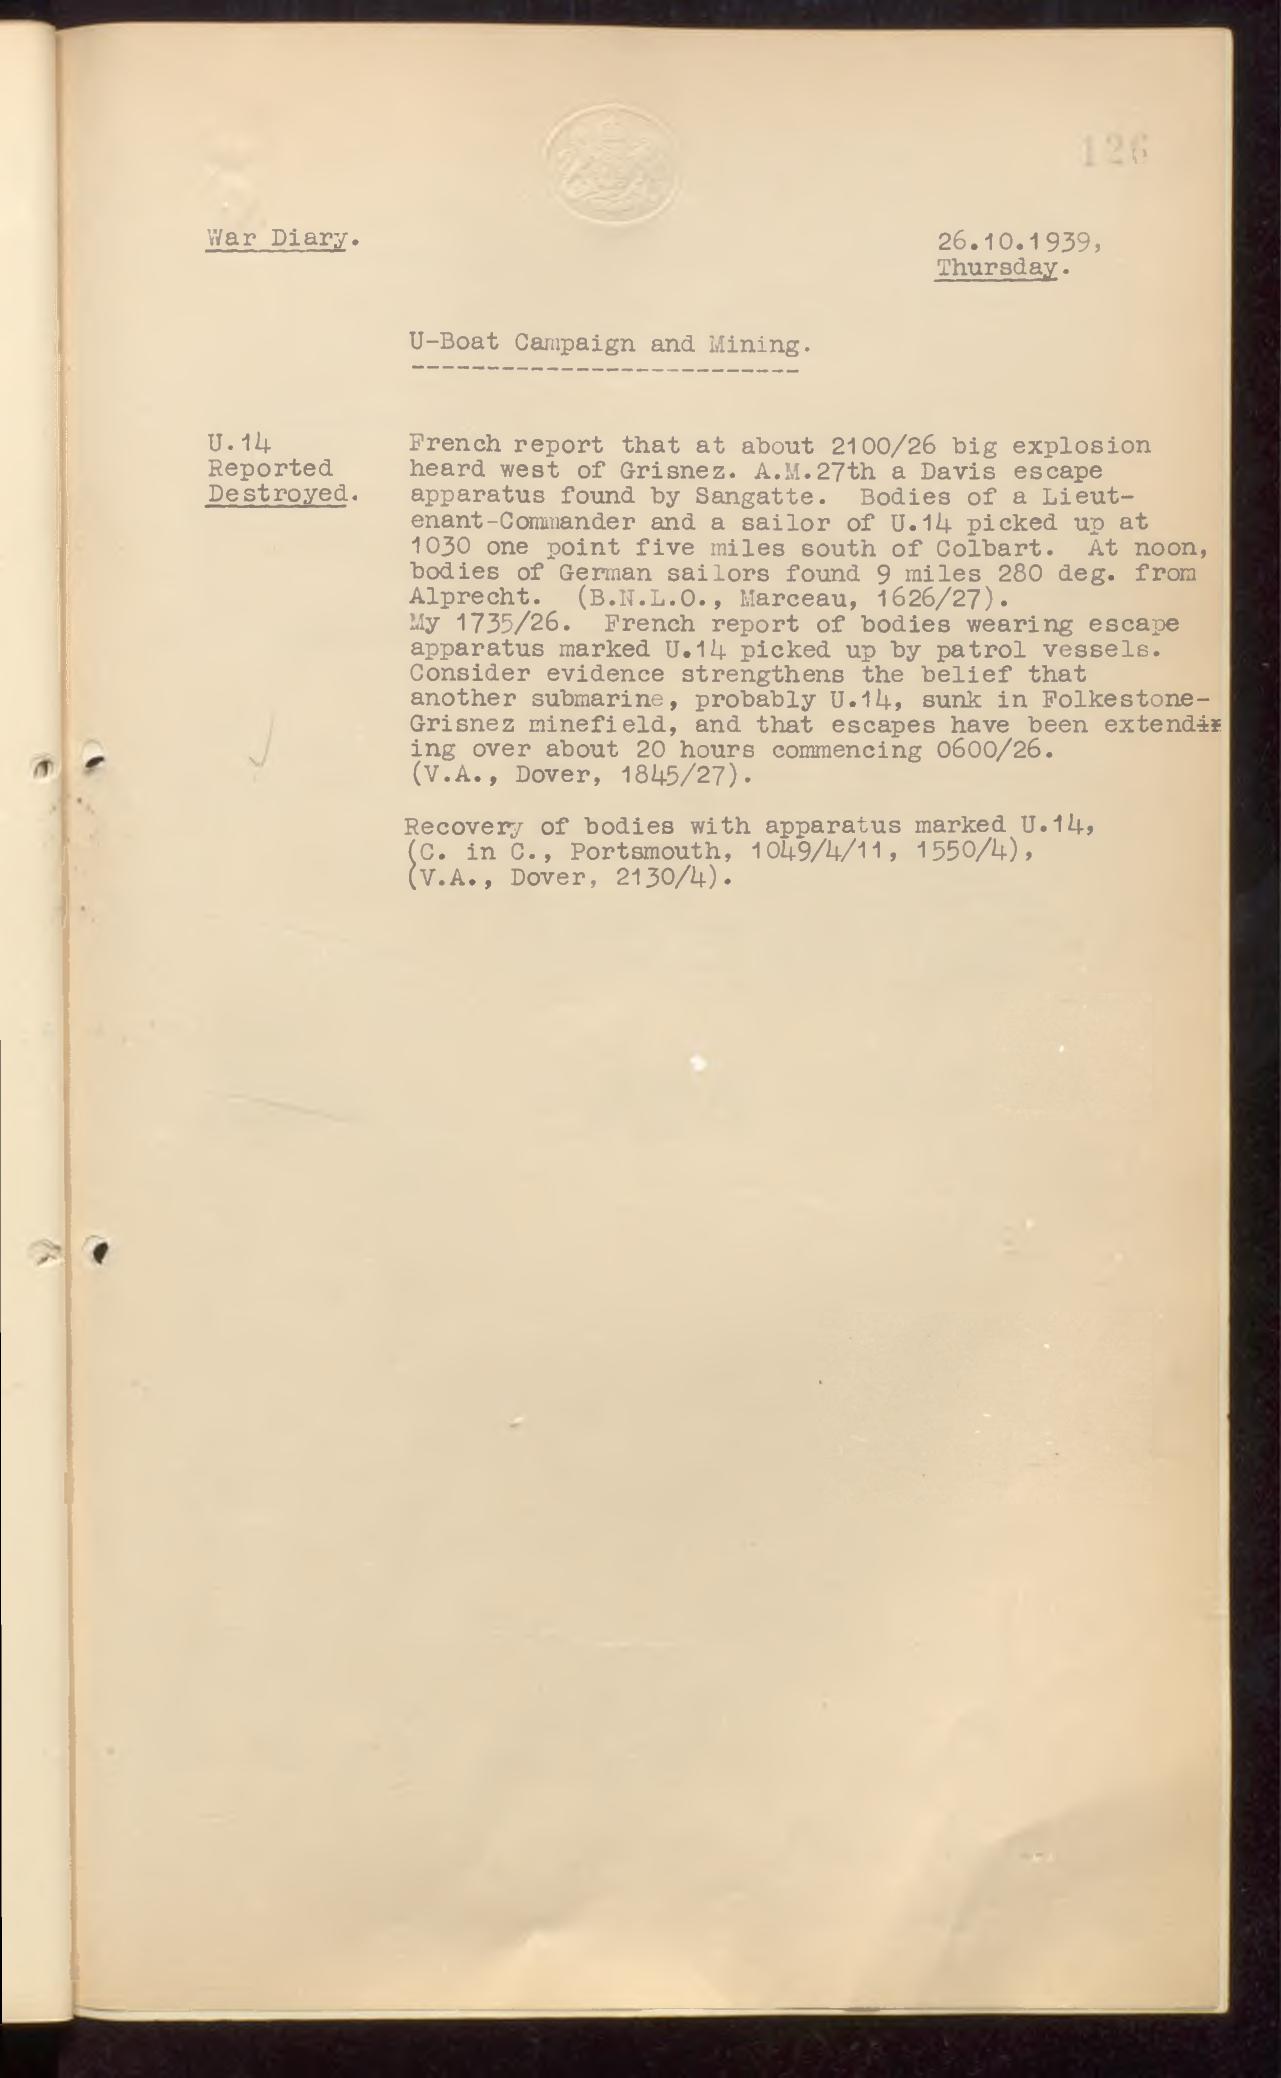 126
War Diary.
26.10.1939,
Thursday.
U-Boat Campaign and Mining.
U.14
Reported
Destroyed.
French report that at about 2100/26 big explosion
heard west of Grisnez. A.M.27th a Davis escape
apparatus found by Sangatte. Bodies of a Lieut-
enant-Commander and a sailor of U.14 picked up at
1030 one point five miles south of Colbart. At noon,
bodies of German sailors found 9 miles 280 deg. from
Alprecht. (B.N.L.O., Marceau, 1626/27).
My 1735/26. French report of bodies wearing escape
apparatus marked U.14 picked up by patrol vessels.
Consider evidence strengthens the belief that
another submarine, probably U.14, sunk in Folkestone-
Grisnez minefield, and that escapes have been extend
ing over about 20 hours commencing 0600/26.
(V.A., Dover, 1845/27).
Recovery of bodies with apparatus marked U.14,
(C. in C., Portsmouth, 1049/4/11, 1550/4),
(V.A., Dover, 2130/4).